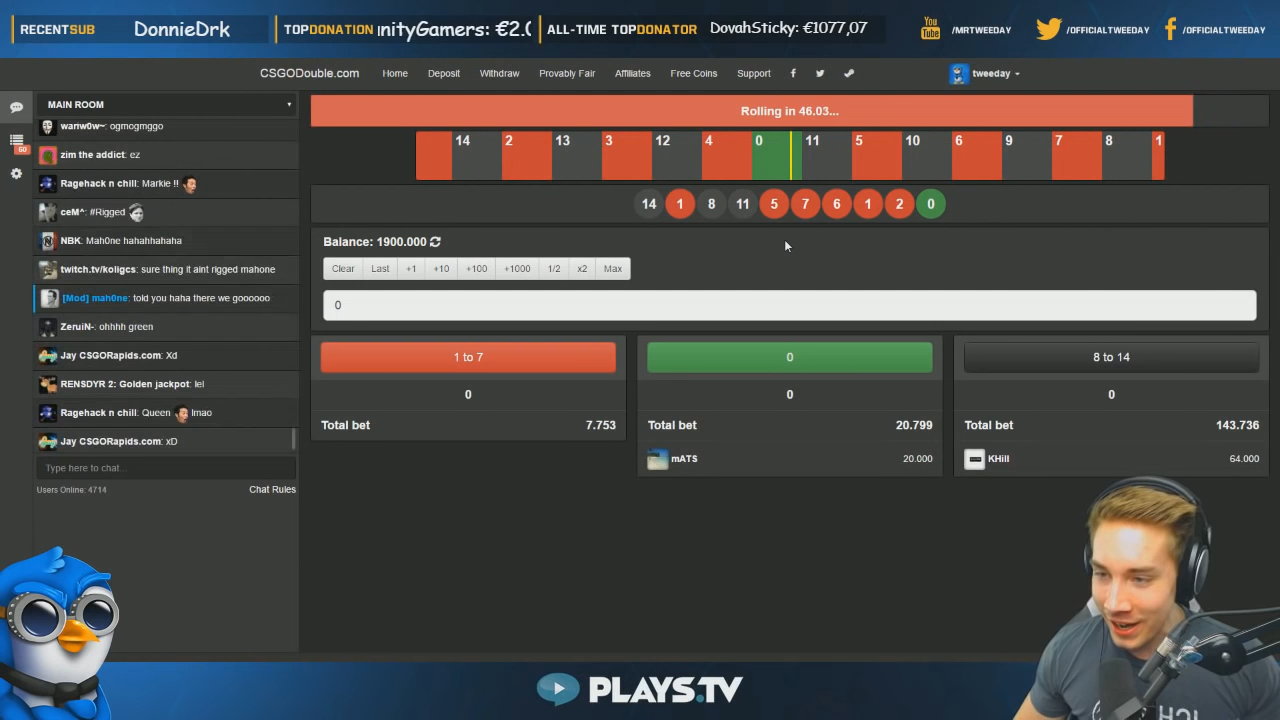 RECENTSUB DonnieDrk
TOPDONATION nityGamers: €2.0
ALL-TIME TOPDONATOR DovahSticky: €1077,07
You Tube /MRTWEEDAY
/OFFICIALTWEEDAY
/OFFICIALTWEEDAY
CSGODouble.com Home Deposit Withdraw Provably Fair Affiliates Free Coins Support tweeday
MAIN ROOM
60
wariw0w~: ogmogmggo
zim the addict: ez
Ragehack n chill: Markie !!
ceM^: #Rigged
NBK: Mah0ne hahahhahaha
twitch.tv/koligcs: sure thing it aint rigged mahone
[Mod] mah0ne: told you haha there we goooooo
ZeruiN-: ohhhh green
Jay CSGORapids.com: Xd
RENSDYR 2: Golden jackpot: lel
Ragehack n chill: Queen lmao
Jay CSGORapids.com: xD
Type here to chat...
Users Online: 4714 Chat Rules
Rolling in 46.03...
14 2 13 3 12 4 0 11 5 10 6 9 7 8 1
14 1 8 11 5 7 6 1 2 0
Balance: 1900.000
Clear Last +1 +10 +100 +1000 1/2 x2 Max
0
1 to 7 0 8 to 14
0 0 0
Total bet 7.753 Total bet 20.799 Total bet 143.736
mATS 20.000 KHill 64.000
PLAYS.TV